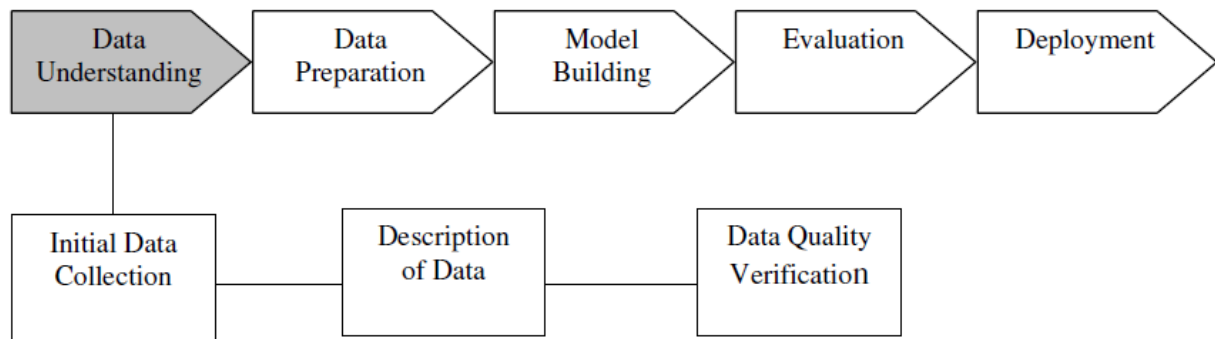 Data
Understanding
Data
Preparation
Model
Building
Evaluation
Deployment
Initial Data
Collection
Description
of Data
Data Quality
Verification